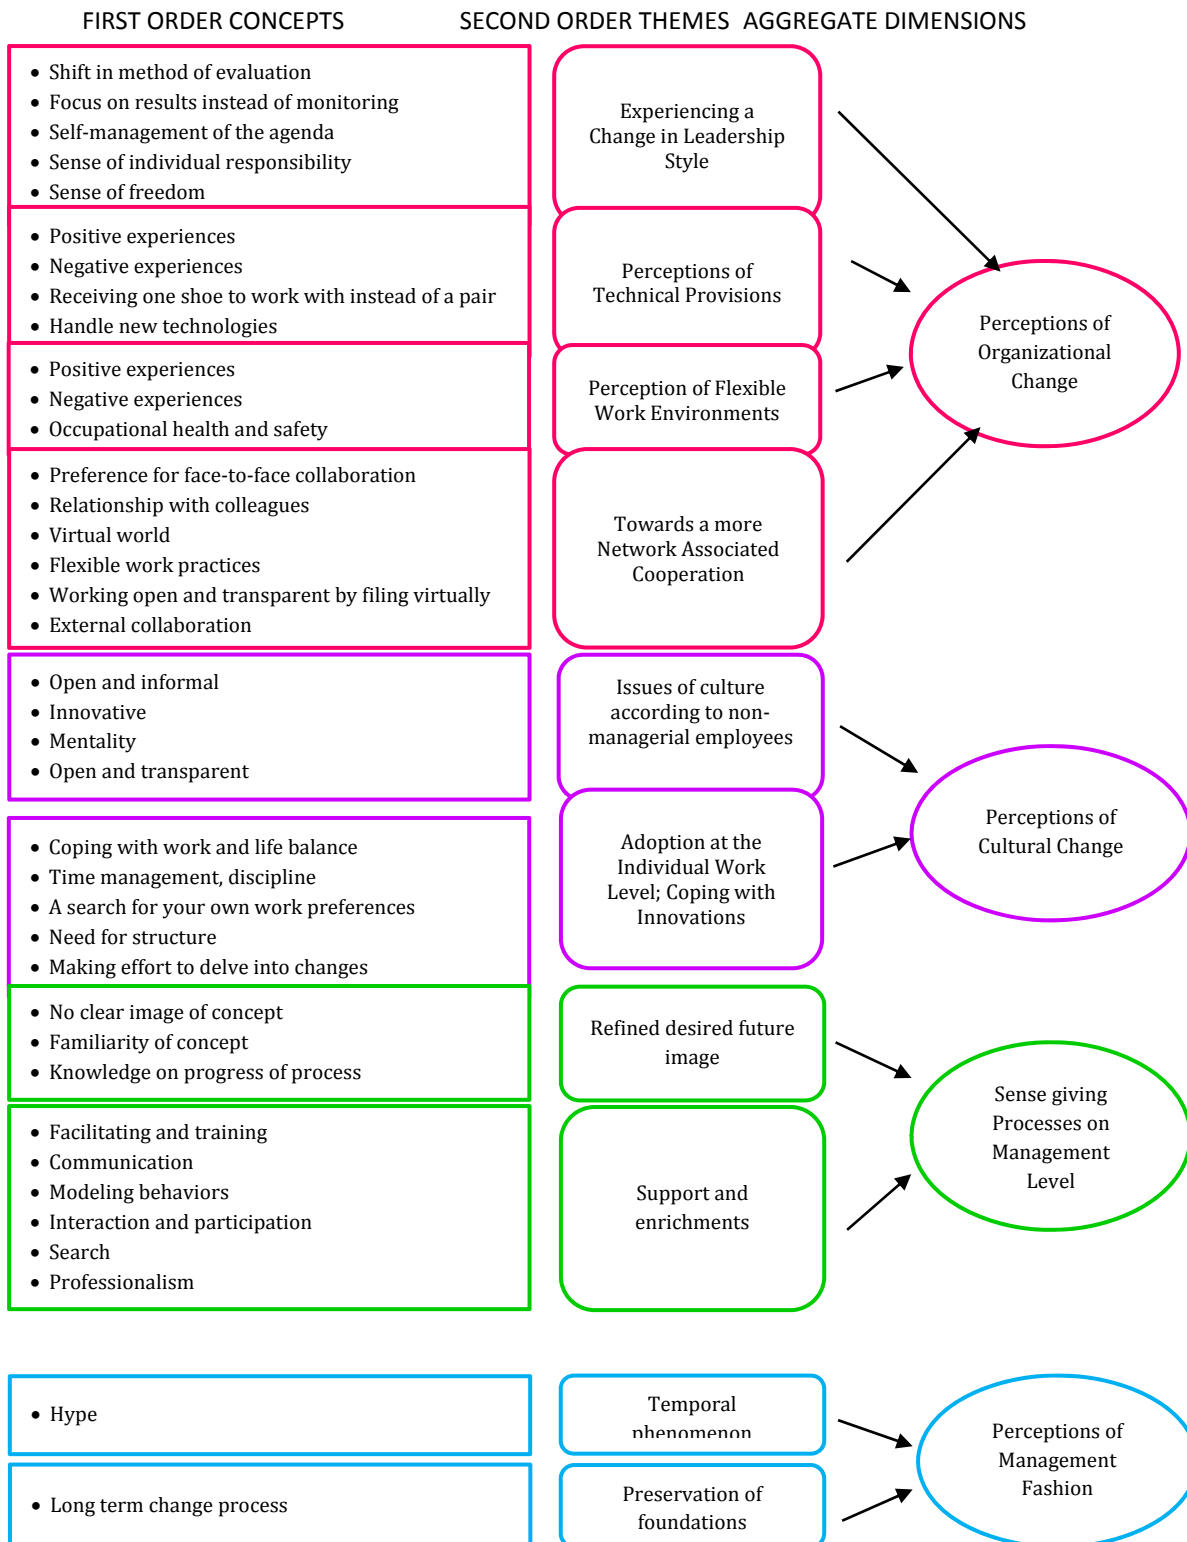 FIRST ORDER CONCEPTS
SECOND ORDER THEMES
AGGREGATE DIMENSIONS
• Shift in method of evaluation
• Focus on results instead of monitoring
• Self-management of the agenda
• Sense of individual responsibility
• Sense of freedom
Experiencing a
Change in Leadership
Style
• Positive experiences
• Negative experiences
• Receiving one shoe to work with instead of a pair
• Handle new technologies
Perceptions of
Technical Provisions
• Positive experiences
• Negative experiences
• Occupational health and safety
Perception of Flexible
Work Environments
• Preference for face-to-face collaboration
• Relationship with colleagues
• Virtual world
• Flexible work practices
• Working open and transparent by filing virtually
• External collaboration
Towards a more
Network Associated
Cooperation
Perceptions of
Organizational
Change
• Open and informal
• Innovative
• Mentality
• Open and transparent
Issues of culture
according to non-
managerial employees
• Coping with work and life balance
• Time management, discipline
• A search for your own work preferences
• Need for structure
• Making effort to delve into changes
Adoption at the
Individual Work
Level; Coping with
Innovations
Perceptions of
Cultural Change
• No clear image of concept
• Familiarity of concept
• Knowledge on progress of process
Refined desired future
image
• Facilitating and training
• Communication
• Modeling behaviors
• Interaction and participation
• Search
• Professionalism
Support and
enrichments
Sense giving
Processes on
Management
Level
• Hype
Temporal
phenomenon
• Long term change process
Preservation of
foundations
Perceptions of
Management
Fashion